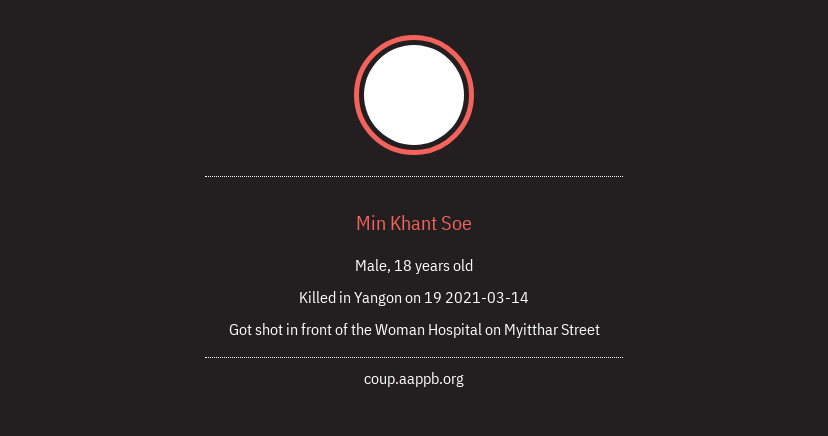 Min Khant Soe
Male, 18 years old
Killed in Yangon on 19 2021-03-14
Got shot in front of the Woman Hospital on Myitthar Street
coup.aappb.org